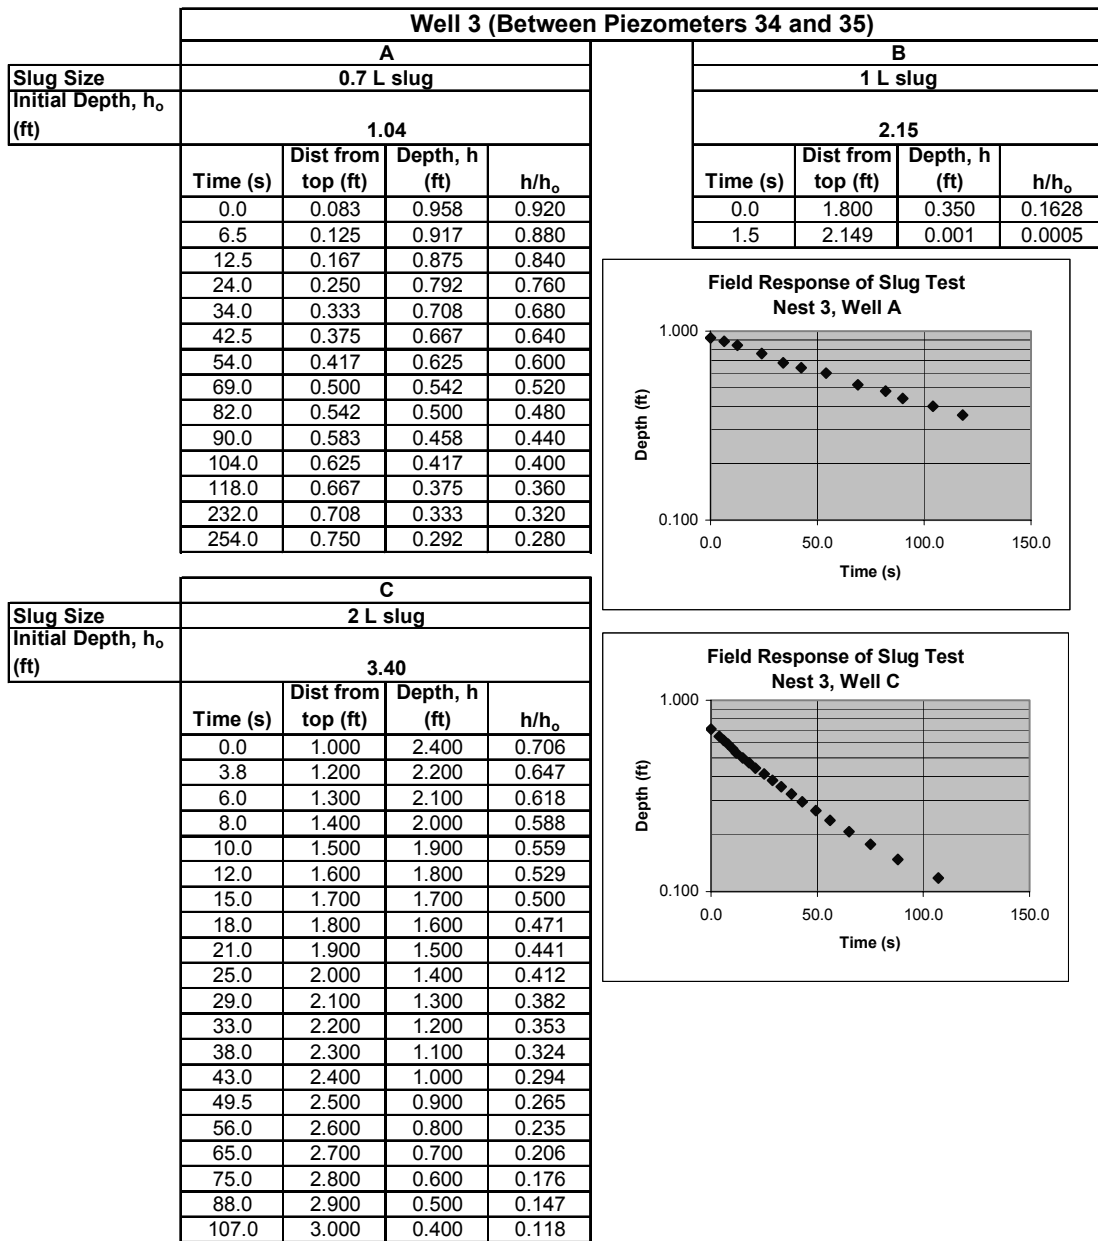 Well 3 (Between Piezometers 34 and 35)
A
Slug Size 0.7 L slug
Initial Depth, ho
(ft) 1.04
Time (s) Dist from top (ft) Depth, h (ft) h/ho
0.0 0.083 0.958 0.920
6.5 0.125 0.917 0.880
12.5 0.167 0.875 0.840
24.0 0.250 0.792 0.760
34.0 0.333 0.708 0.680
42.5 0.375 0.667 0.640
54.0 0.417 0.625 0.600
69.0 0.500 0.542 0.520
82.0 0.542 0.500 0.480
90.0 0.583 0.458 0.440
104.0 0.625 0.417 0.400
118.0 0.667 0.375 0.360
232.0 0.708 0.333 0.320
254.0 0.750 0.292 0.280
B
1 L slug
2.15
Time (s) Dist from top (ft) Depth, h (ft) h/ho
0.0 1.800 0.350 0.1628
1.5 2.149 0.001 0.0005
Field Response of Slug Test
Nest 3, Well A
1.000
Depth (ft)
0.100
0.0 50.0 100.0 150.0
Time (s)
C
Slug Size 2 L slug
Initial Depth, ho
(ft) 3.40
Time (s) Dist from top (ft) Depth, h (ft) h/ho
0.0 1.000 2.400 0.706
3.8 1.200 2.200 0.647
6.0 1.300 2.100 0.618
8.0 1.400 2.000 0.588
10.0 1.500 1.900 0.559
12.0 1.600 1.800 0.529
15.0 1.700 1.700 0.500
18.0 1.800 1.600 0.471
21.0 1.900 1.500 0.441
25.0 2.000 1.400 0.412
29.0 2.100 1.300 0.382
33.0 2.200 1.200 0.353
38.0 2.300 1.100 0.324
43.0 2.400 1.000 0.294
49.5 2.500 0.900 0.265
56.0 2.600 0.800 0.235
65.0 2.700 0.700 0.206
75.0 2.800 0.600 0.176
88.0 2.900 0.500 0.147
107.0 3.000 0.400 0.118
Field Response of Slug Test
Nest 3, Well C
1.000
Depth (ft)
0.100
0.0 50.0 100.0 150.0
Time (s)